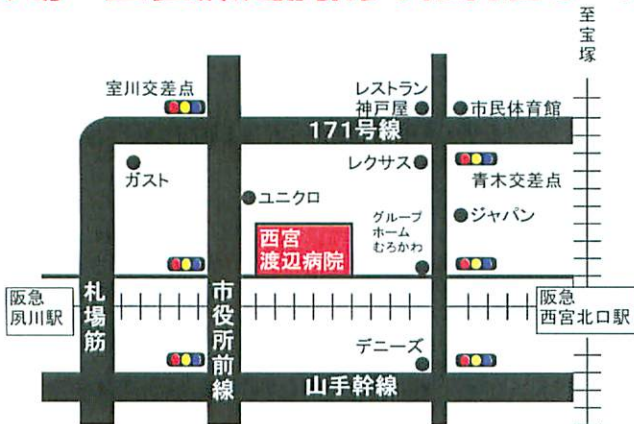 至宝塚
室川交差点
レストラン
神戸屋
市民体育館
171号線
ガスト
レクサス
青木交差点
ユニクロ
ジャパン
西宮
渡辺病院
グループ
ホーム
むろかわ
阪急
夙川駅
札場筋
市役所前線
阪急
西宮北口駅
デニーズ
山手幹線